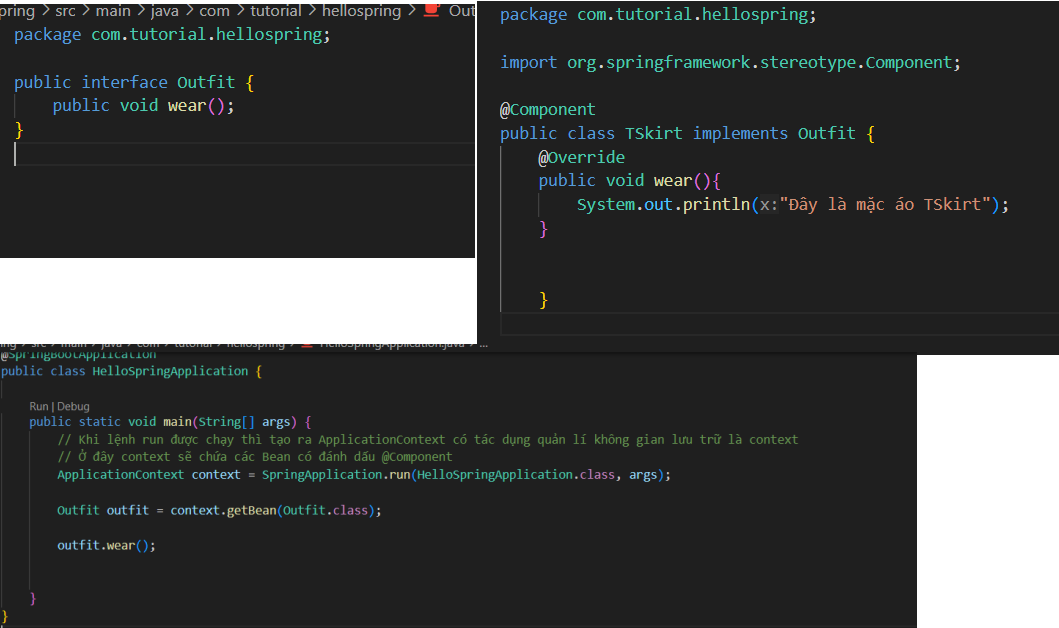 pring > src > main > java > com > tutorial > hellospring > Out
package com.tutorial.hellospring;
public interface Outfit {
public void wear();
}
package com.tutorial.hellospring;
import org.springframework.stereotype.Component;
@Component
public class TSkirt implements Outfit {
@Override
public void wear(){
System.out.println(x:"Đây là mặc áo TSkirt");
}
}
ing > src > main > java > com > tutorial > hellospring > HelloSpringApplication.java > ...
@SpringBootApplication
public class HelloSpringApplication {
Run | Debug
public static void main(String[] args) {
// Khi lệnh run được chạy thì tạo ra ApplicationContext có tác dụng quản lí không gian lưu trữ là context
// Ở đây context sẽ chứa các Bean có đánh dấu @Component
ApplicationContext context = SpringApplication.run(HelloSpringApplication.class, args);
Outfit outfit = context.getBean(Outfit.class);
outfit.wear();
}
}